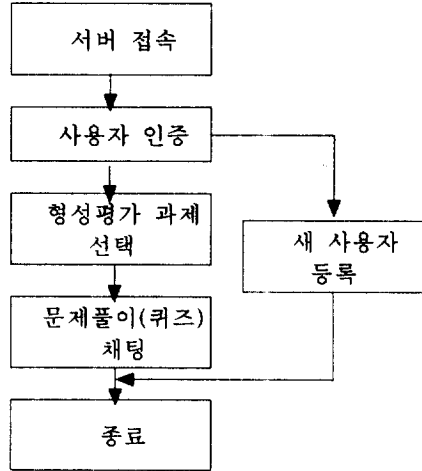 서버 접속
사용자 인증
형성평가 과제
선택
새 사용자
등록
문제풀이(퀴즈)
채팅
종료